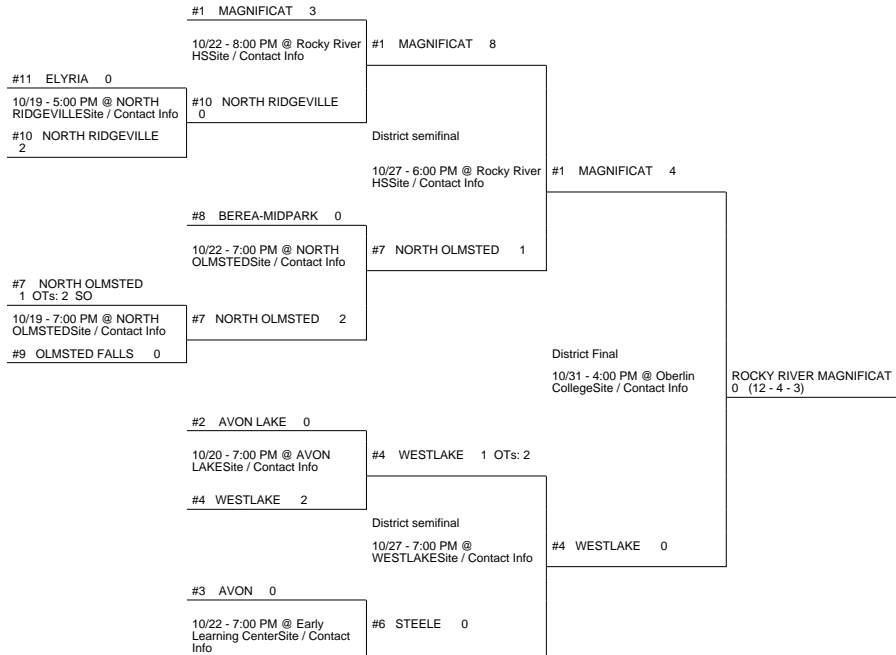 #1 MAGNIFICAT 3
10/22 - 8:00 PM @ Rocky River
HSSite / Contact Info
#1 MAGNIFICAT 8
#11 ELYRIA 0
10/19 - 5:00 PM @ NORTH
RIDGEVILLESite / Contact Info
#10 NORTH RIDGEVILLE
0
#10 NORTH RIDGEVILLE
2
District semifinal
10/27 - 6:00 PM @ Rocky River
HSSite / Contact Info
#1 MAGNIFICAT 4
#8 BEREA-MIDPARK 0
10/22 - 7:00 PM @ NORTH
OLMSTEDSite / Contact Info
#7 NORTH OLMSTED 1
#7 NORTH OLMSTED
1 OTs: 2 SO
10/19 - 7:00 PM @ NORTH
OLMSTEDSite / Contact Info
#7 NORTH OLMSTED 2
#9 OLMSTED FALLS 0
District Final
10/31 - 4:00 PM @ Oberlin
CollegeSite / Contact Info
ROCKY RIVER MAGNIFICAT
0 (12 - 4 - 3)
#2 AVON LAKE 0
10/20 - 7:00 PM @ AVON
LAKESite / Contact Info
#4 WESTLAKE 1 OTs: 2
#4 WESTLAKE 2
District semifinal
10/27 - 7:00 PM @
WESTLAKESite / Contact Info
#4 WESTLAKE 0
#3 AVON 0
10/22 - 7:00 PM @ Early
Learning CenterSite / Contact
Info
#6 STEELE 0